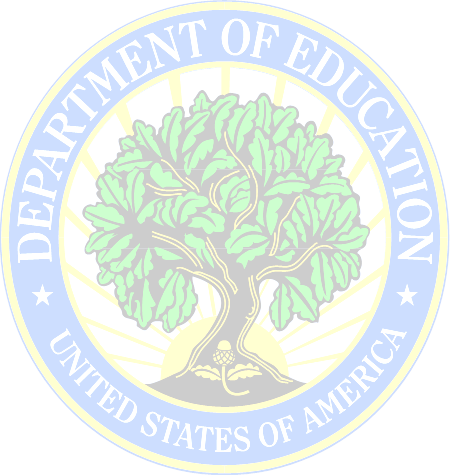 DEPARTMENT OF EDUCATION
UNITED STATES OF AMERICA